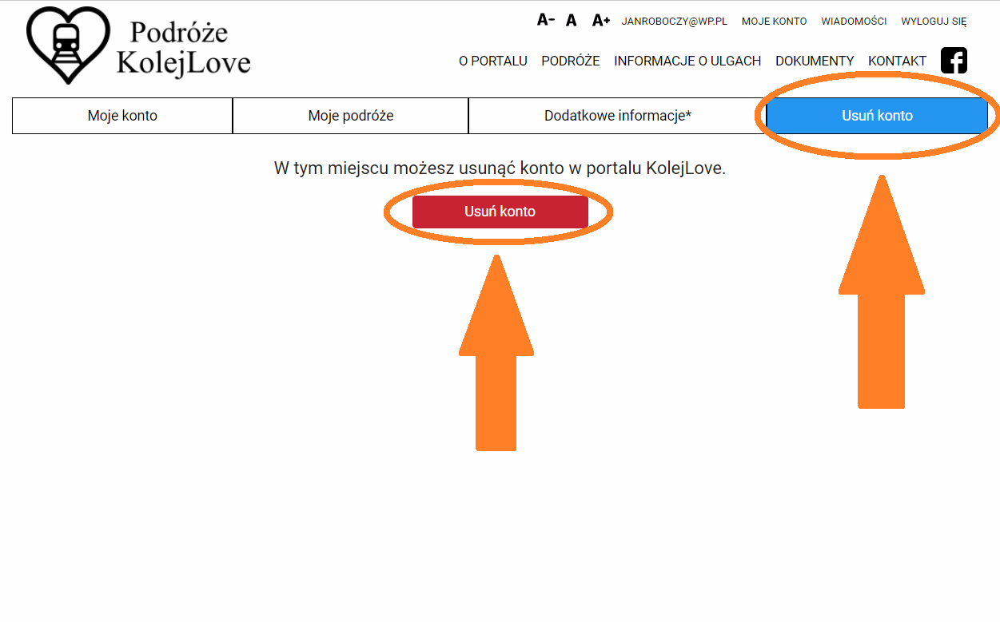 A- A A+ JANROBOCZY@WP.PL MOJE KONTO WIADOMOŚCI WYLOGUJ SIĘ
Podróże
KolejLove
O PORTALU PODRÓŻE INFORMACJE O ULGACH DOKUMENTY KONTAKT
Moje konto Moje podróże Dodatkowe informacje* Usuń konto
W tym miejscu możesz usunąć konto w portalu KolejLove.
Usuń konto